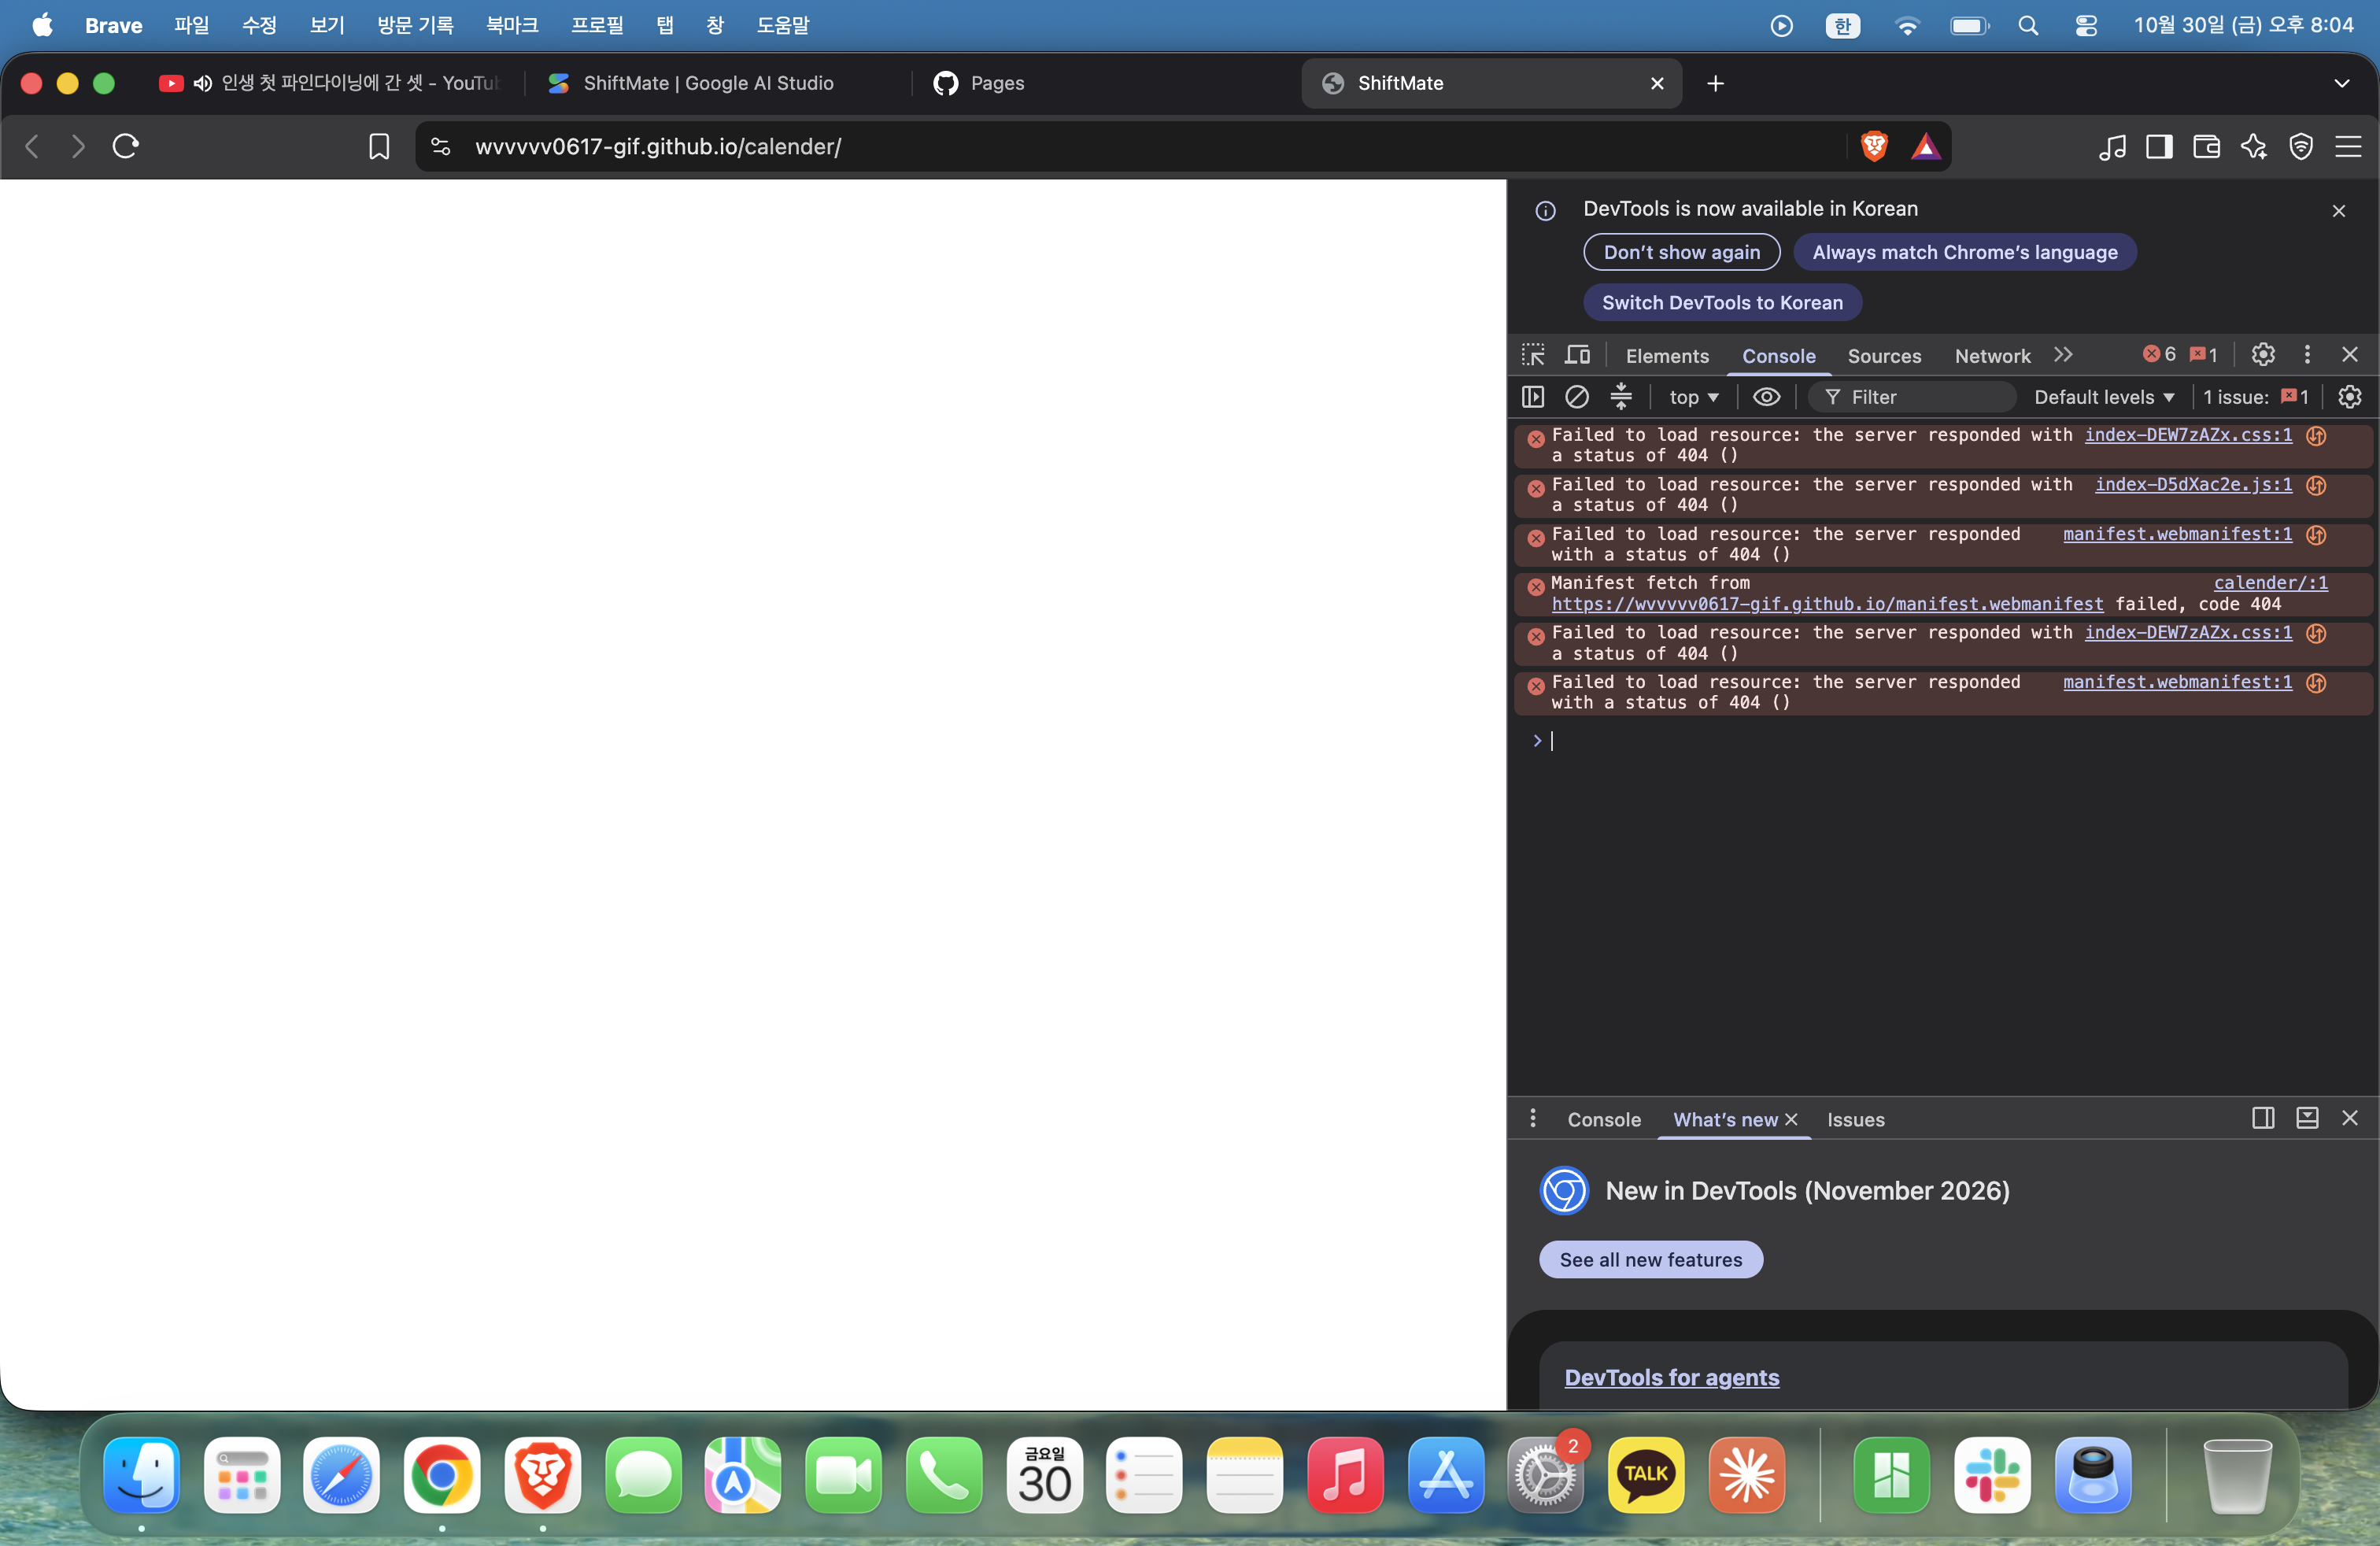 Brave 파일 수정 보기 방문 기록 북마크 프로필 탭 창 도움말 한 10월 30일 (금) 오후 8:04
인생 첫 파인다이닝에 간 셋 - YouTub ShiftMate | Google AI Studio Pages ShiftMate
wvvvvv0617-gif.github.io/calender/
DevTools is now available in Korean
Don't show again Always match Chrome's language
Switch DevTools to Korean
Elements Console Sources Network 6 1
top Filter Default levels 1 issue: 1
Failed to load resource: the server responded with index-DEW7zAZx.css:1
a status of 404 ()
Failed to load resource: the server responded with index-D5dXac2e.js:1
a status of 404 ()
Failed to load resource: the server responded manifest.webmanifest:1
with a status of 404 ()
Manifest fetch from calender/:1
https://wvvvvv0617-gif.github.io/manifest.webmanifest failed, code 404
Failed to load resource: the server responded with index-DEW7zAZx.css:1
a status of 404 ()
Failed to load resource: the server responded manifest.webmanifest:1
with a status of 404 ()
Console What's new Issues
New in DevTools (November 2026)
See all new features
DevTools for agents
금요일
30
2
TALK